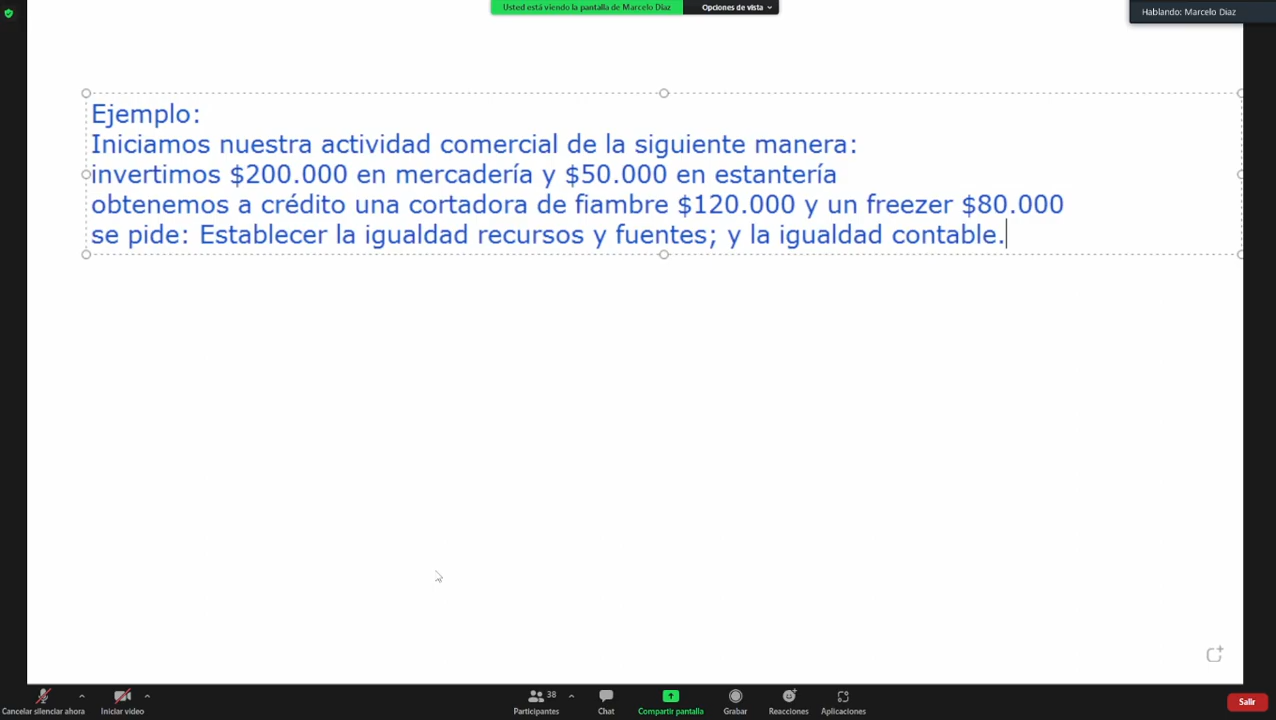 Usted está viendo la pantalla de Marcelo Díaz
Opciones de vista
Hablando: Marcelo Diaz
Ejemplo:
Iniciamos nuestra actividad comercial de la siguiente manera:
invertimos $200.000 en mercadería y $50.000 en estantería
obtenemos a crédito una cortadora de fiambre $120.000 y un freezer $80.000
se pide: Establecer la igualdad recursos y fuentes; y la igualdad contable.
38
Cancelar silenciar ahora
Iniciar video
Participantes
Chat
Compartir pantalla
Grabar
Reacciones
Aplicaciones
Salir